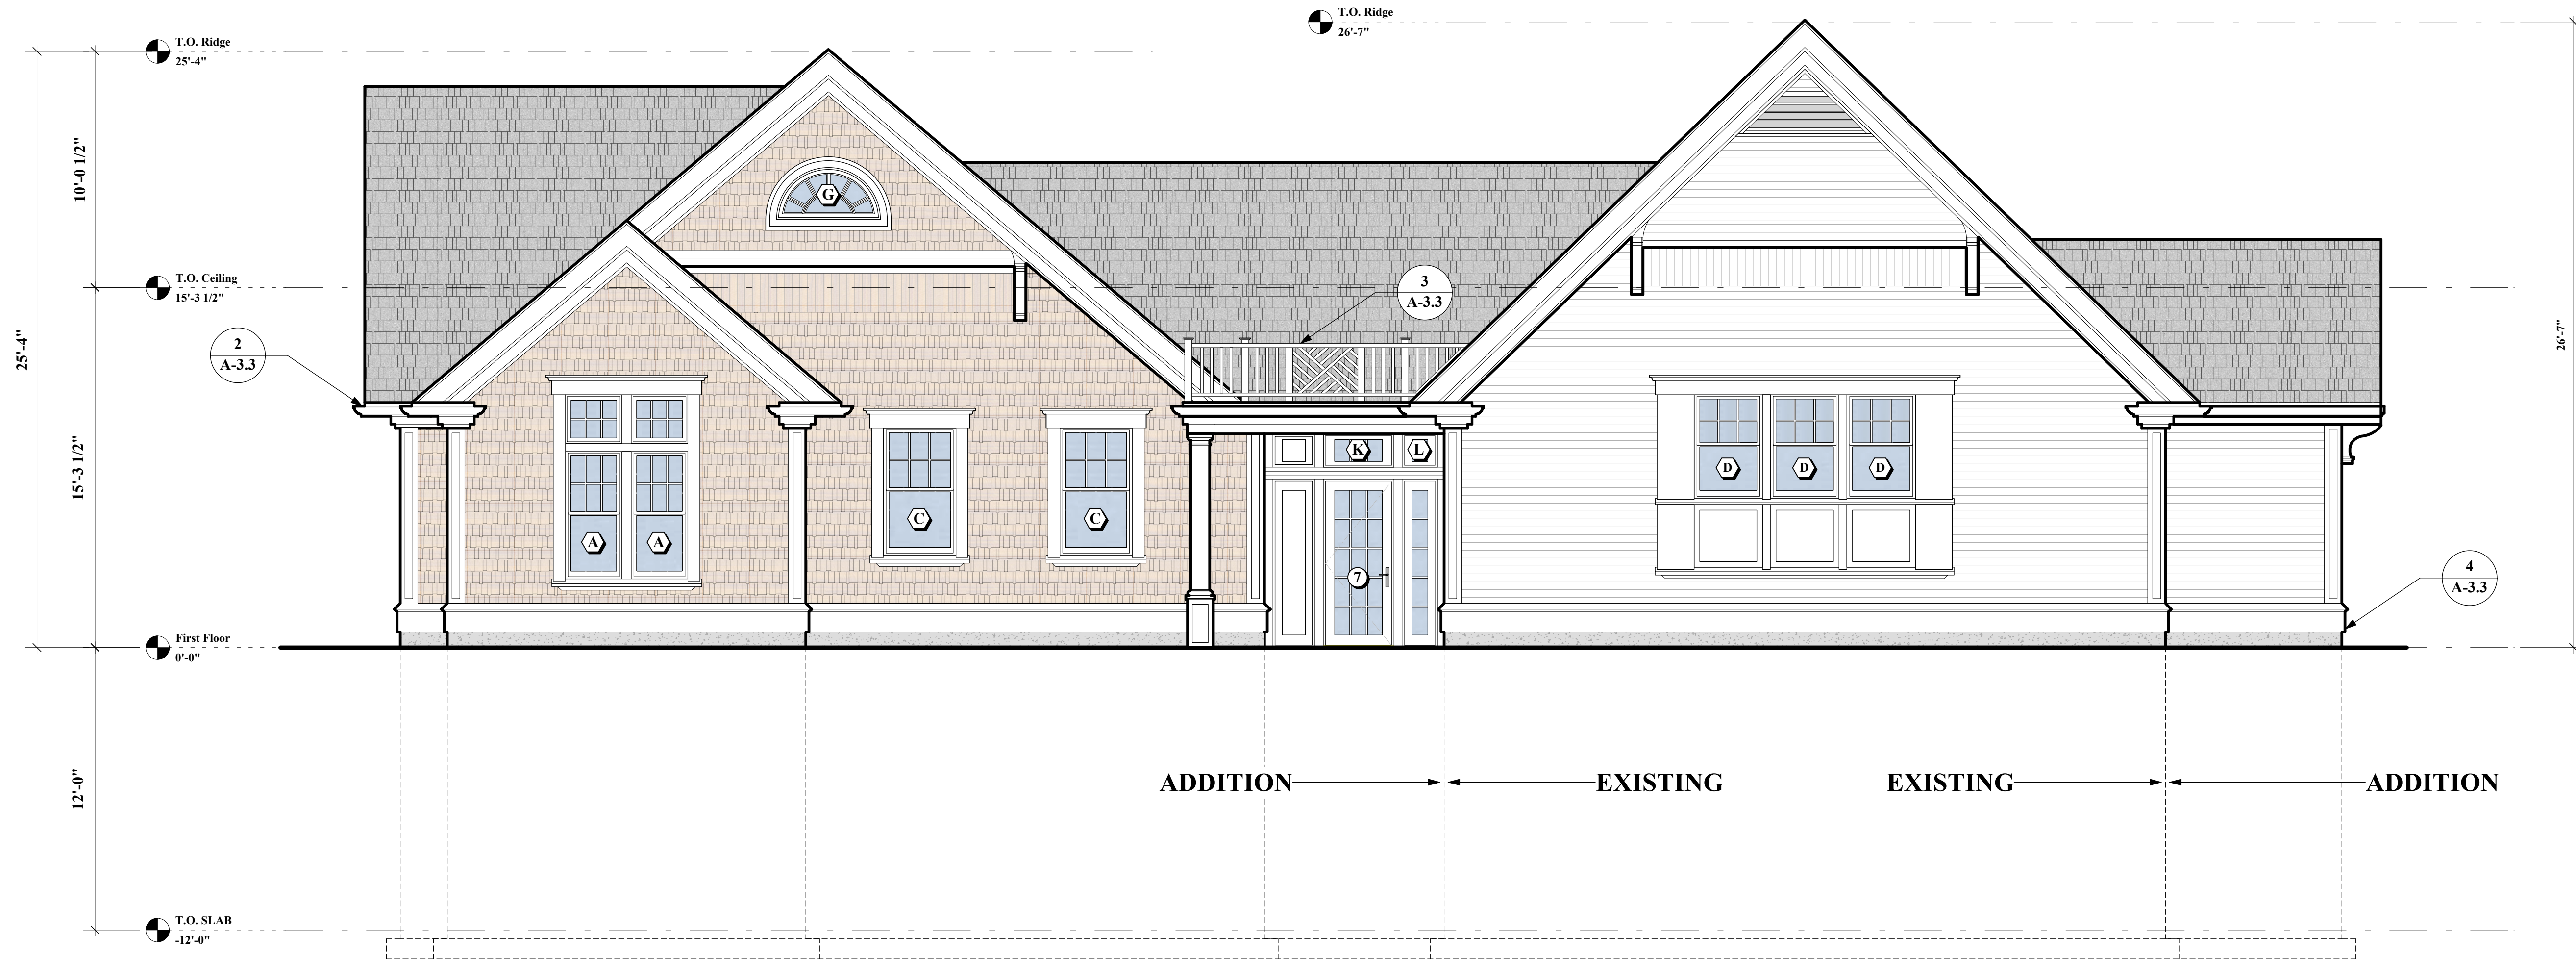 T.O. Ridge
26'-7"
T.O. Ridge
25'-4"
10'-0 1/2"
G
T.O. Ceiling
15'-3 1/2"
3
A-3.3
2
A-3.3
25'-4"
26'-7"
15'-3 1/2"
K
L
D
D
D
C
C
A
A
7
4
A-3.3
First Floor
0'-0"
12'-0"
ADDITION
EXISTING
EXISTING
ADDITION
T.O. SLAB
-12'-0"